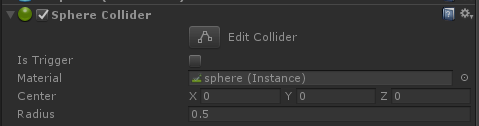 Sphere Collider
Edit Collider
Is Trigger
Material sphere (Instance)
Center X 0 Y 0 Z 0
Radius 0.5